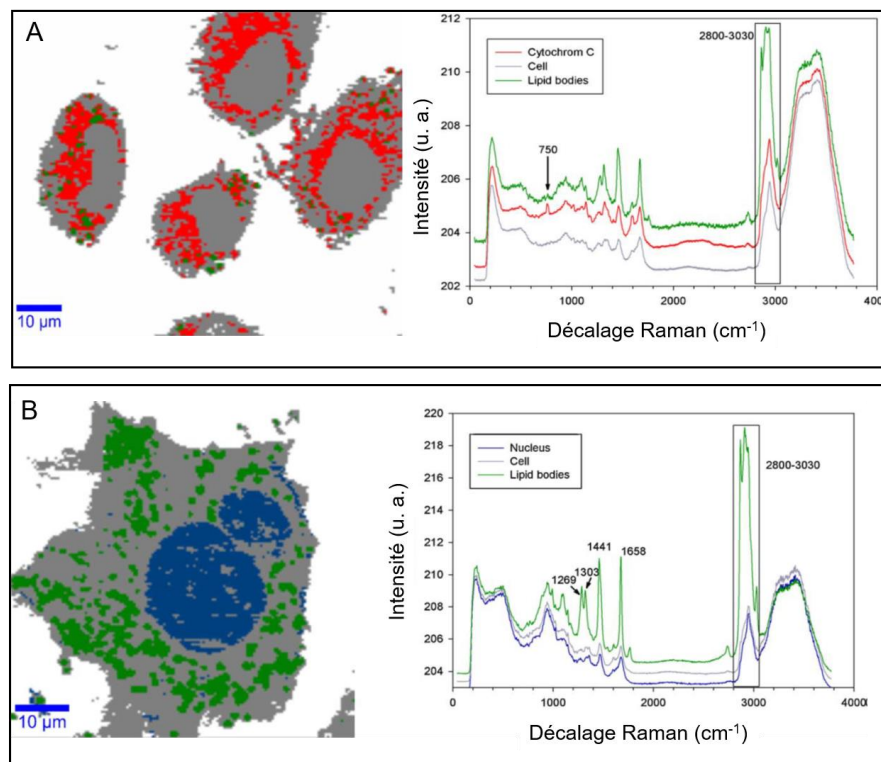 A
10 µm
212
210
208
206
204
202
Intensité (u. a.)
Cytochrom C
Cell
Lipid bodies
2800-3030
750
0
1000
2000
3000
400
Décalage Raman (cm-1)
B
10 µm
220
218
216
214
212
210
208
206
204
Intensité (u. a.)
Nucleus
Cell
Lipid bodies
2800-3030
1441
1658
1303
1269
0
1000
2000
3000
4000
Décalage Raman (cm-1)